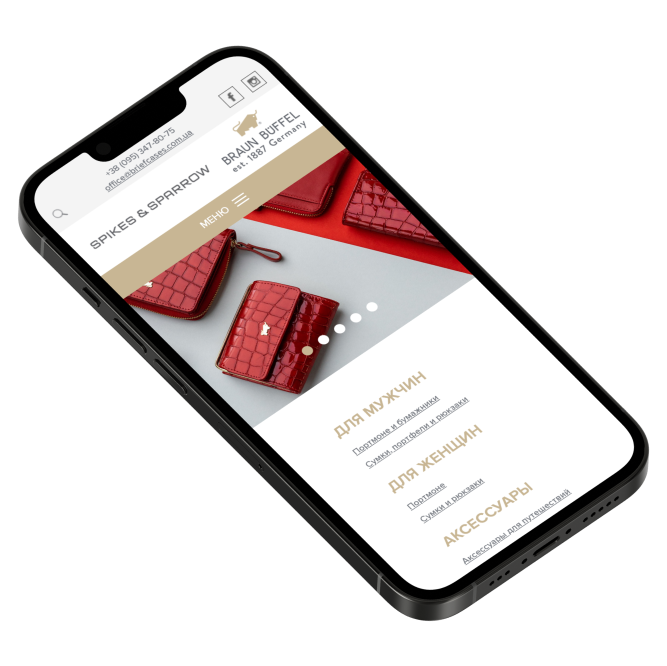 +38 (095) 347-80-75
office@briefcases.com.ua
SPIKES & SPARROW
BRAUN BÜFFEL
est. 1887 Germany
МЕНЮ
ДЛЯ МУЖЧИН
Портмоне и бумажники
Сумки, портфели и рюкзаки
ДЛЯ ЖЕНЩИН
Портмоне
Сумки и рюкзаки
АКСЕССУАРЫ
Аксессуары для путешествий